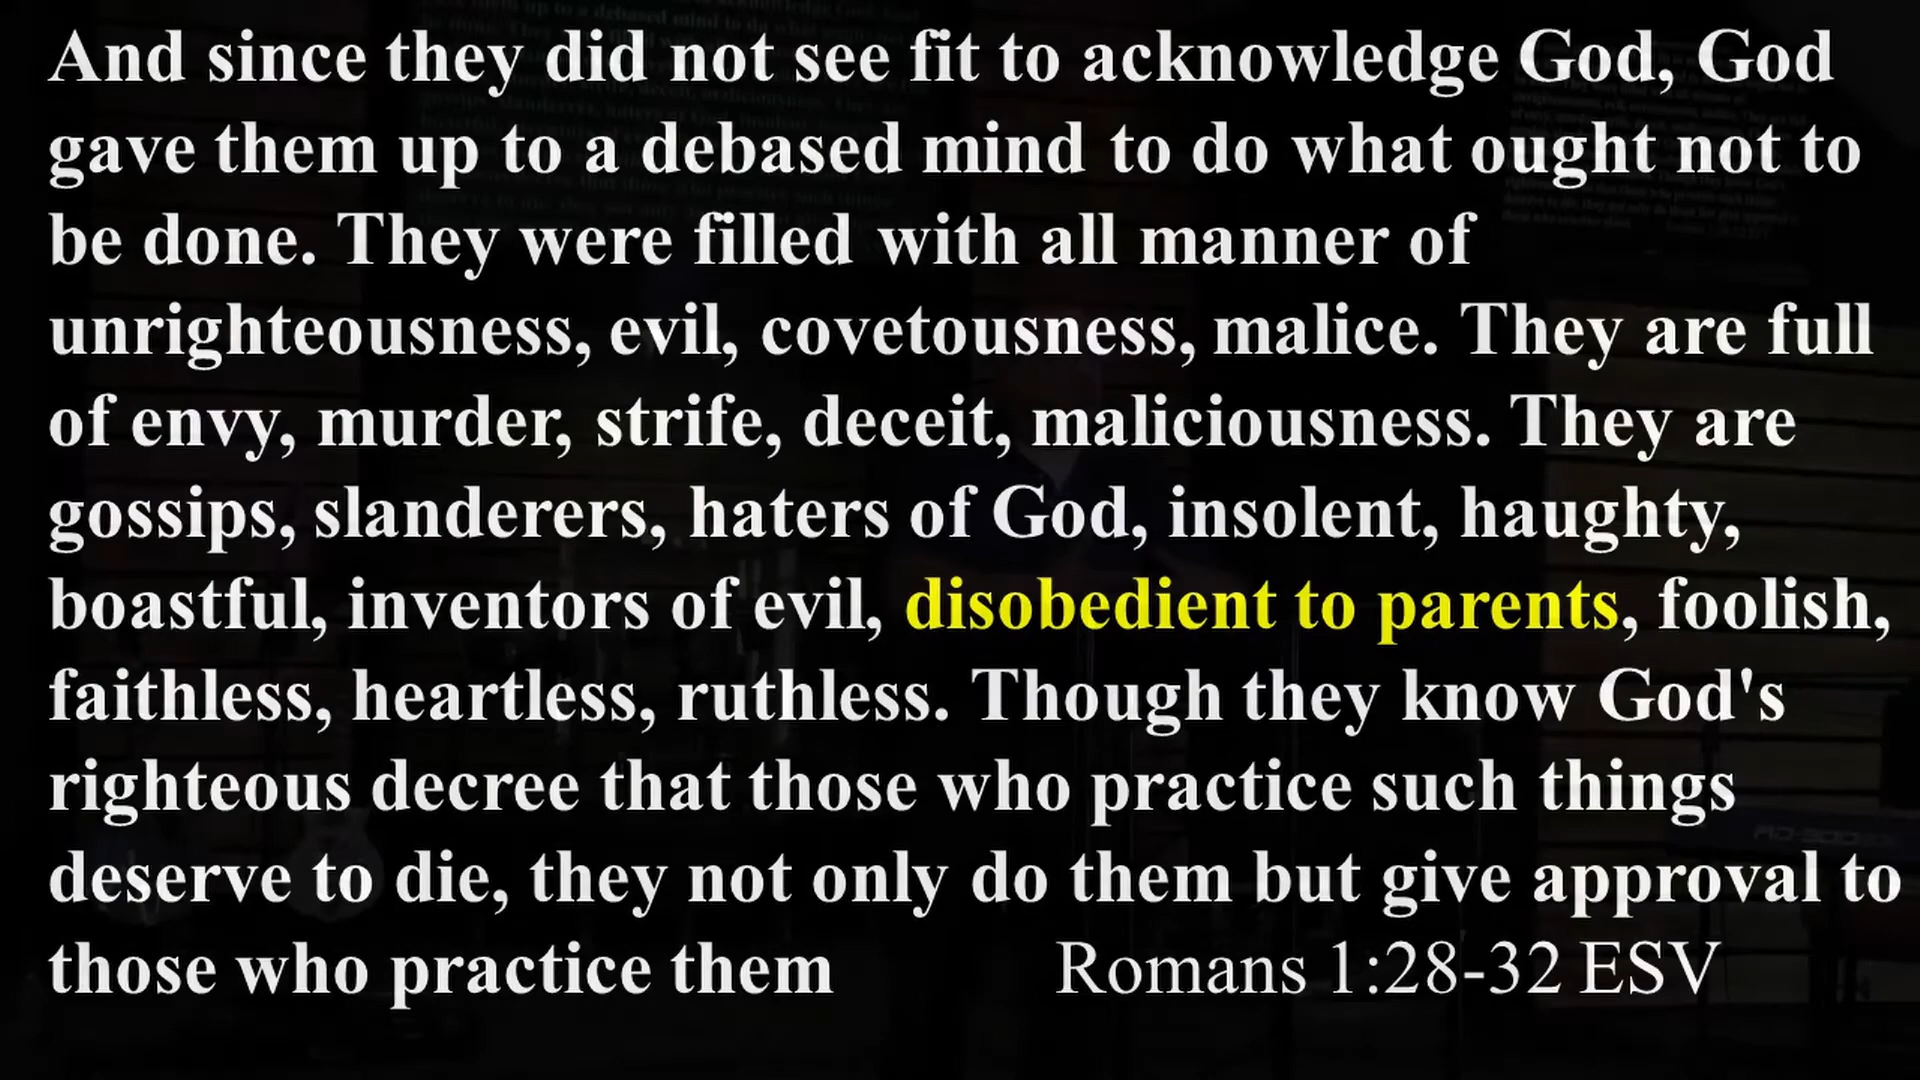 And since they did not see fit to acknowledge God, God
gave them up to a debased mind to do what ought not to
be done. They were filled with all manner of
unrighteousness, evil, covetousness, malice. They are full
of envy, murder, strife, deceit, maliciousness. They are
gossips, slanderers, haters of God, insolent, haughty,
boastful, inventors of evil, disobedient to parents, foolish,
faithless, heartless, ruthless. Though they know God's
righteous decree that those who practice such things
deserve to die, they not only do them but give approval to
those who practice them Romans 1:28-32 ESV